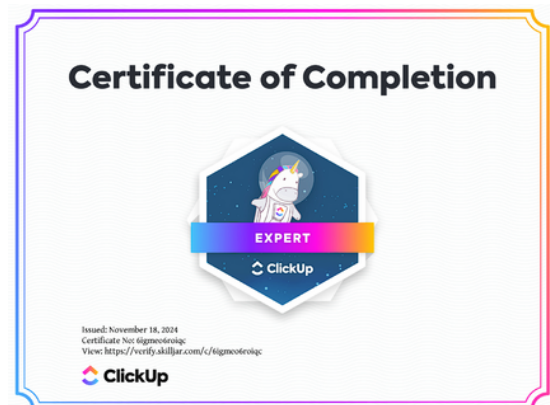 Certificate of Completion
EXPERT
ClickUp
Issued: November 18, 2024
Certificate No: 6igmeo6roiqc
View: https://verify.skilljar.com/c/6igmeo6roiqc
ClickUp